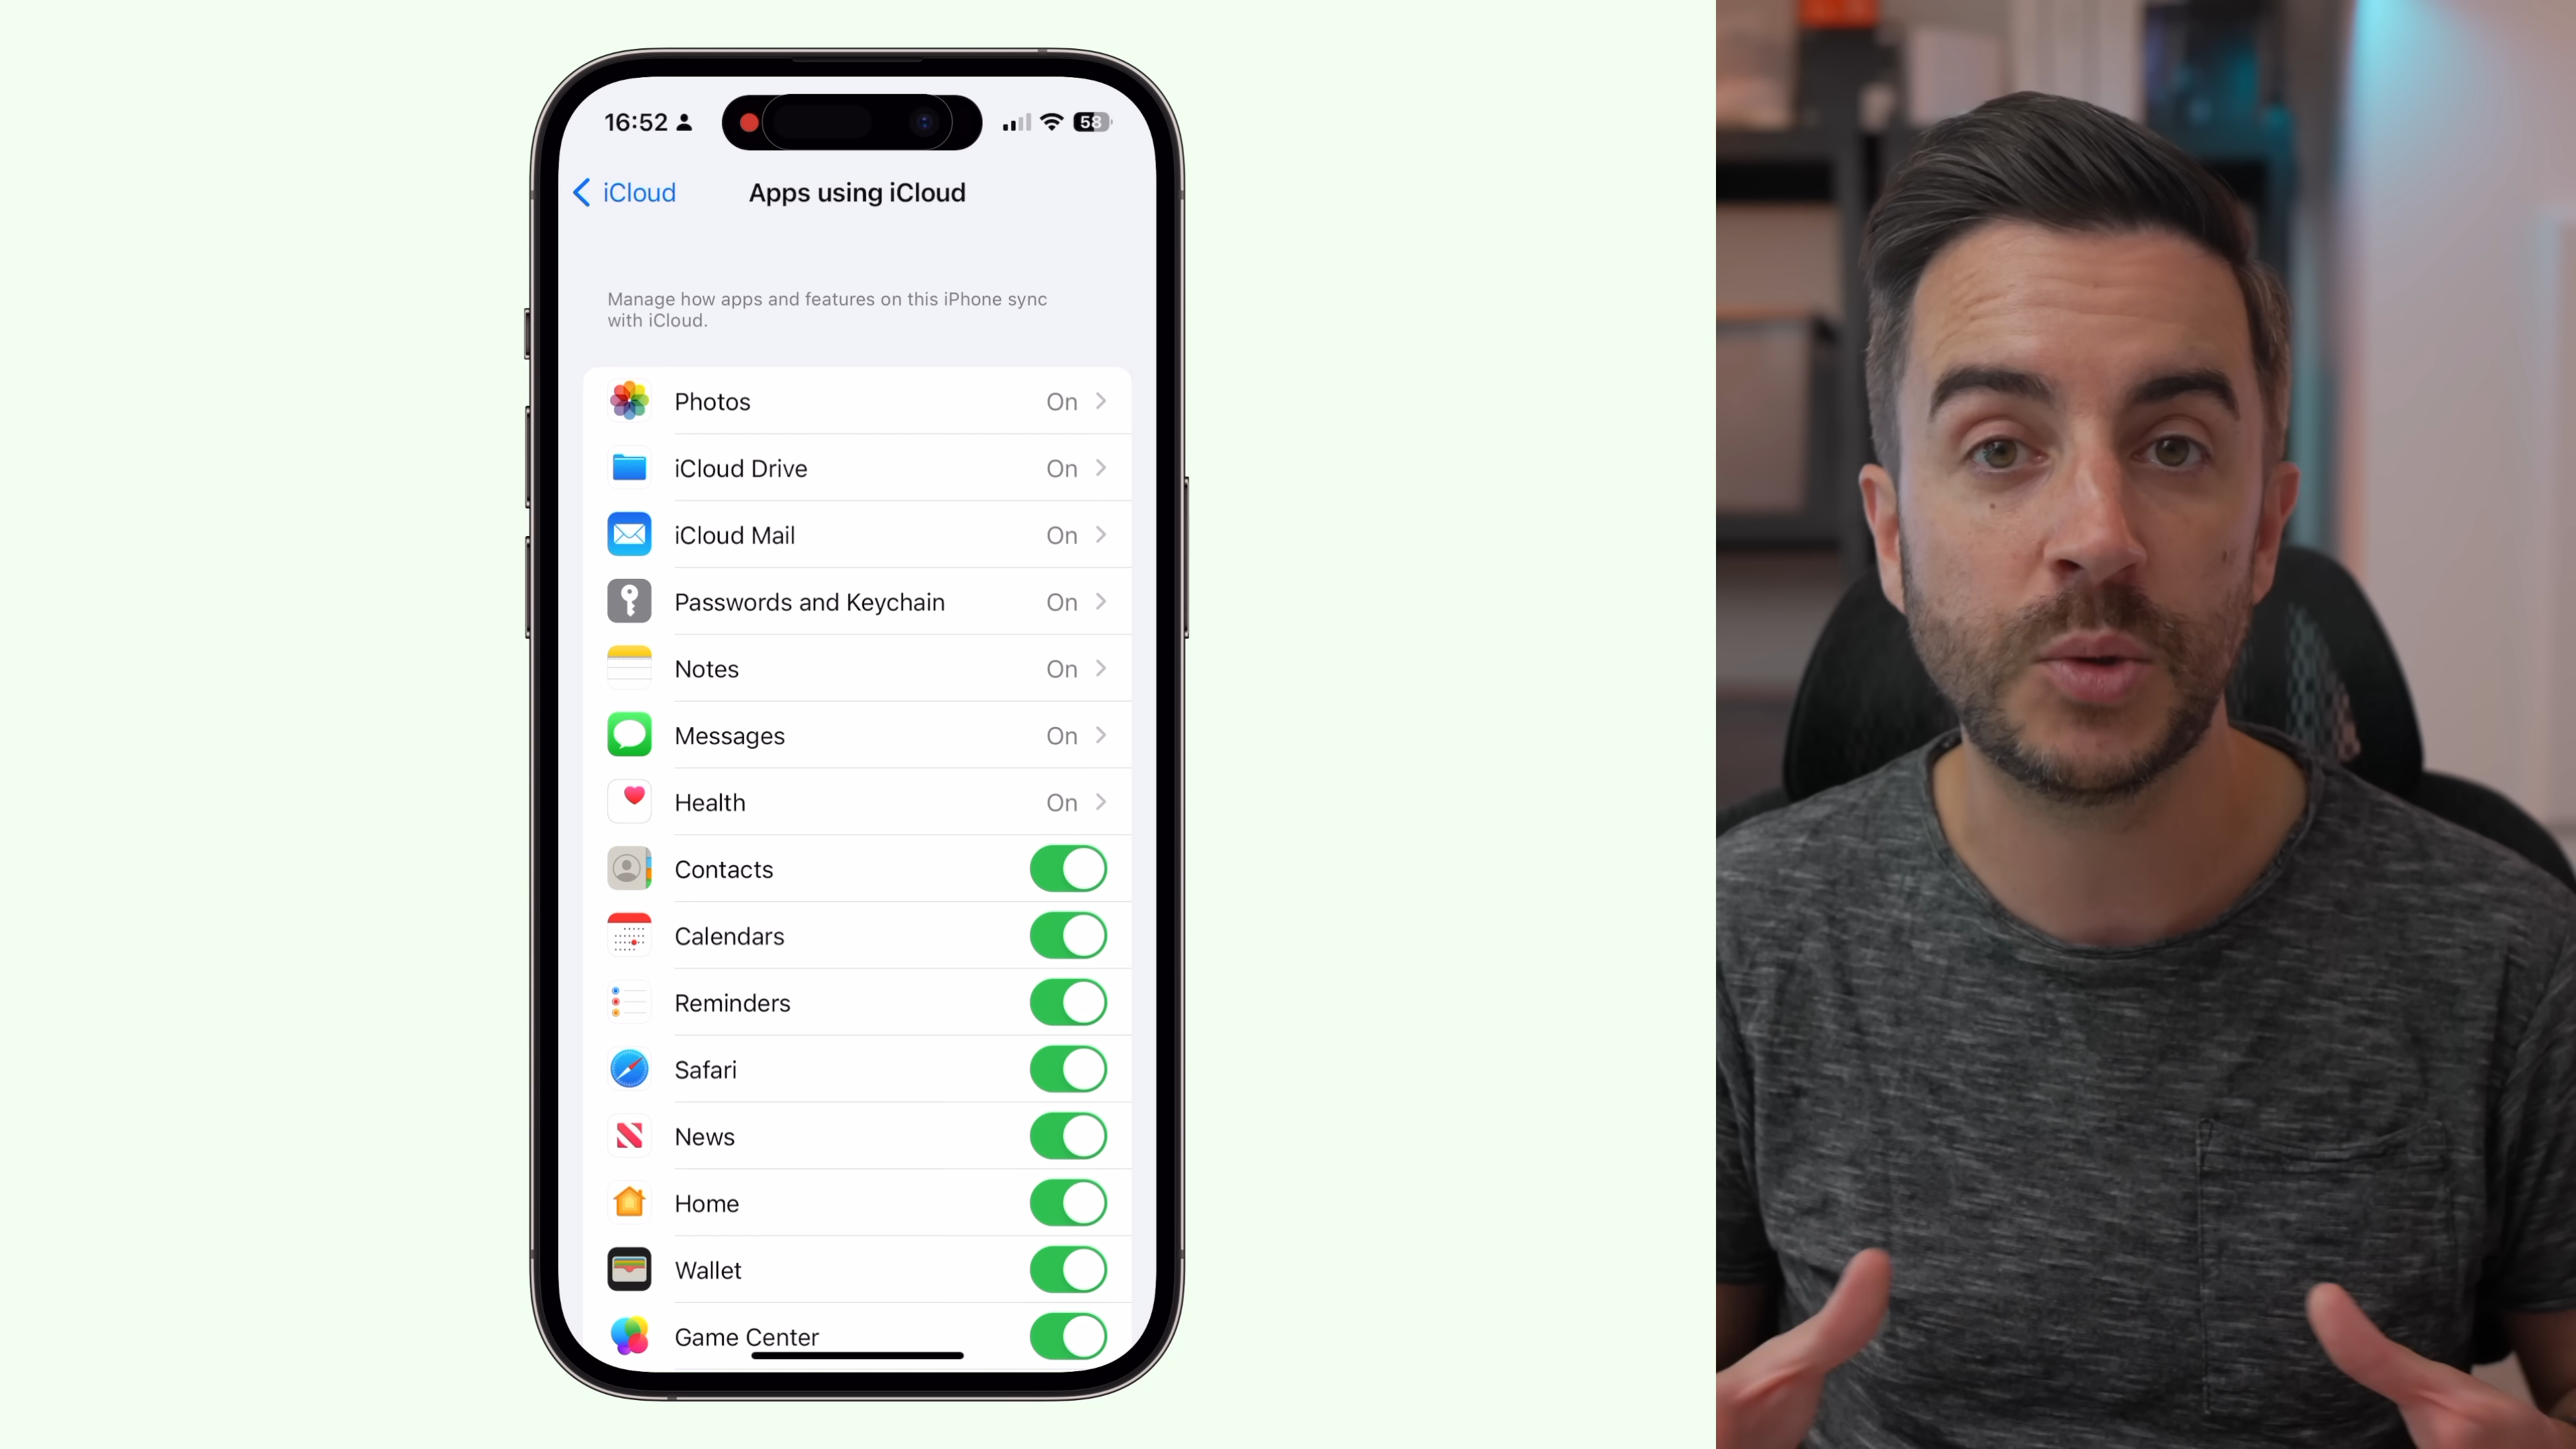 16:52
58
iCloud
Apps using iCloud
Manage how apps and features on this iPhone sync
with iCloud.
Photos On
iCloud Drive On
iCloud Mail On
Passwords and Keychain On
Notes On
Messages On
Health On
Contacts
Calendars
Reminders
Safari
News
Home
Wallet
Game Center